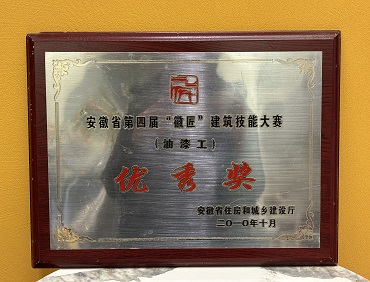 安徽省第四届“徽匠”建筑技能大赛
(油漆工)
优秀奖
安徽省住房和城乡建设厅
二〇一〇年十月